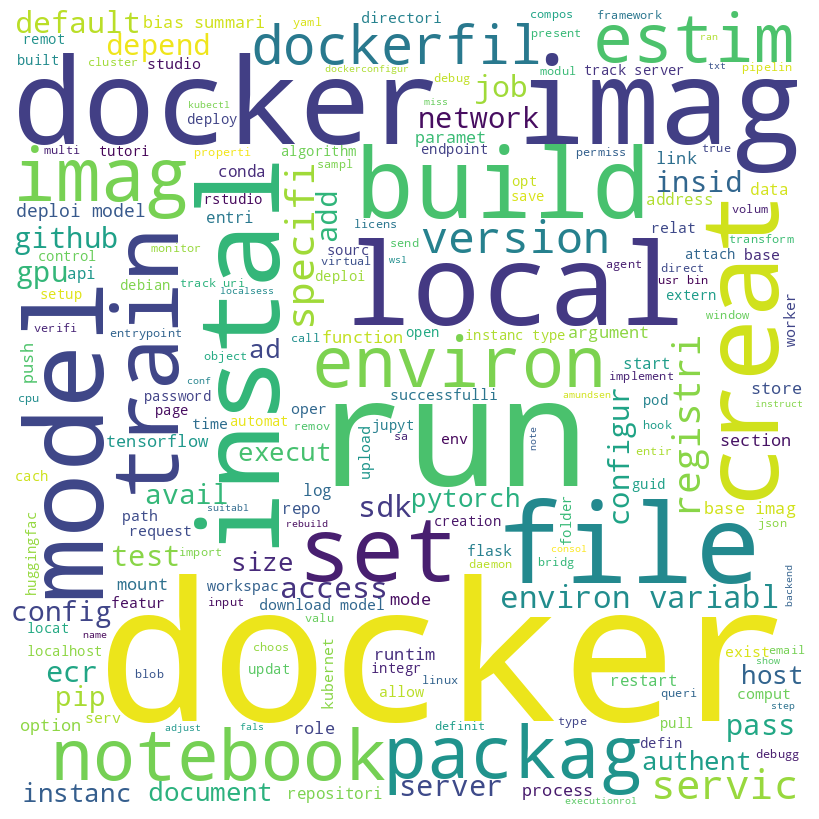 default
bias summari
yaml
directori
compos
framework
estim
remot
depend
dockerfil
present
ran
built
studio
track server
txt
pipelin
cluster
dockerconfigur
debug
modul
docker imag
job
kubectl
miss
deploy
network
multi
tutori
properti
algorithm
paramet
endpoint
permiss
true
imag
conda
sampl
build
link
insid
data
rstudio
specifi
add
opt
save
address
volum
deploi model
entri
licens
version
relat
github
control
monitor
sourc
send
attach
base
transform
gpu
api
debian
track uri
virtual
wsl
local
agent
direct
usr bin
setup
localsess
deploi
extern
window
worker
verifi
entrypoint
install
call
function
open
instanc type
argument
push
model
train
object
ad
environ
start
registri
creat
cpu
conf
password
successfulli
implement
store
page
automat
oper
amundsen
pod
instruct
time
remov
jupyt
run
hook
configur
tensorflow
sa
env
note
entir
guid
section
execut
upload
cach
avail
log
sdk
pytorch
path
repo
creation
base imag
huggingfac
request
suitabl
rebuild
set
file
folder
json
test
import
size
flask
daemon
bridg
consol
mount
workspac
access
config
featur
input
download model
mode
environ variabl
backend
locat
name
valu
localhost
choos
kubernet
runtim
exist
email
show
ecr
blob
docker
updat
integr
restart
host
linux
allow
queri
comput
pip
step
option
serv
adjust
fals
role
definit
type
pull
pass
notebook
packag
defin
authent
debugg
instanc
document
repositori
server
process
servic
executionrol